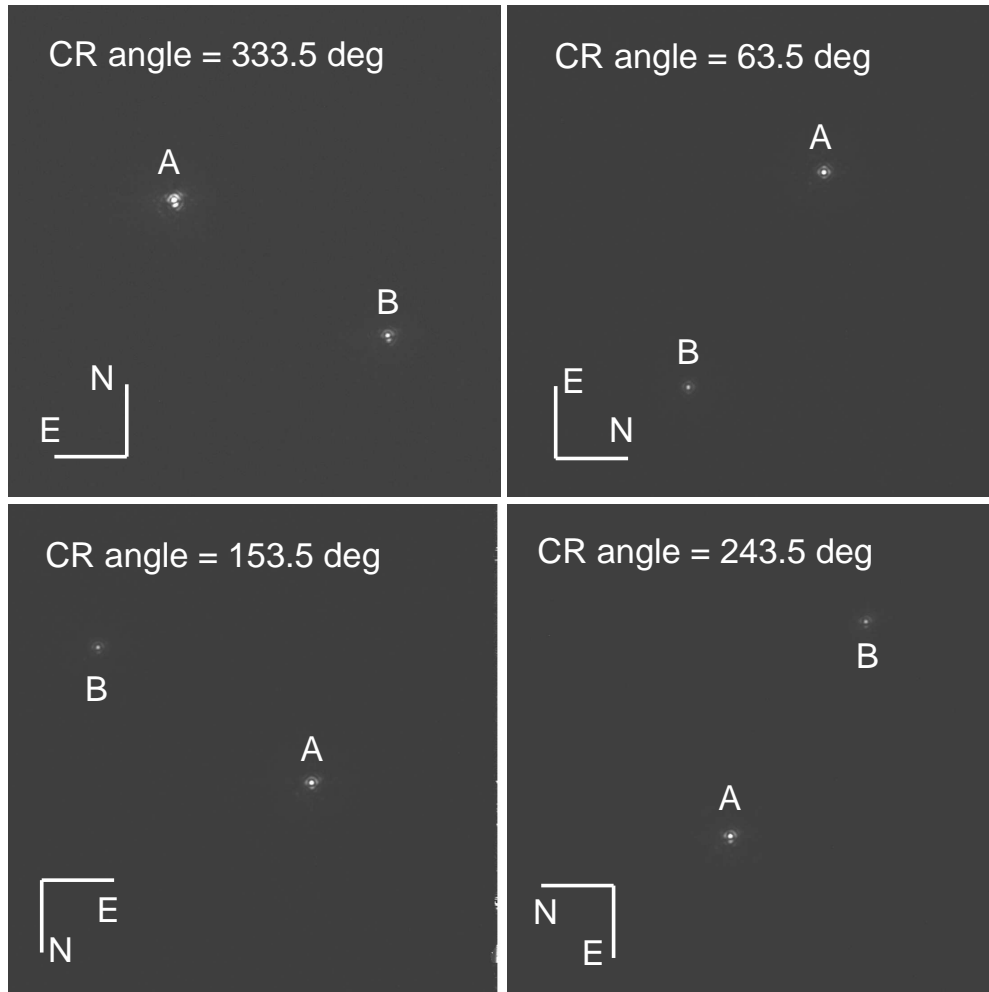 CR angle = 333.5 deg
A
B
N
E
CR angle = 63.5 deg
A
B
E
N
CR angle = 153.5 deg
B
A
E
N
CR angle = 243.5 deg
B
A
N
E